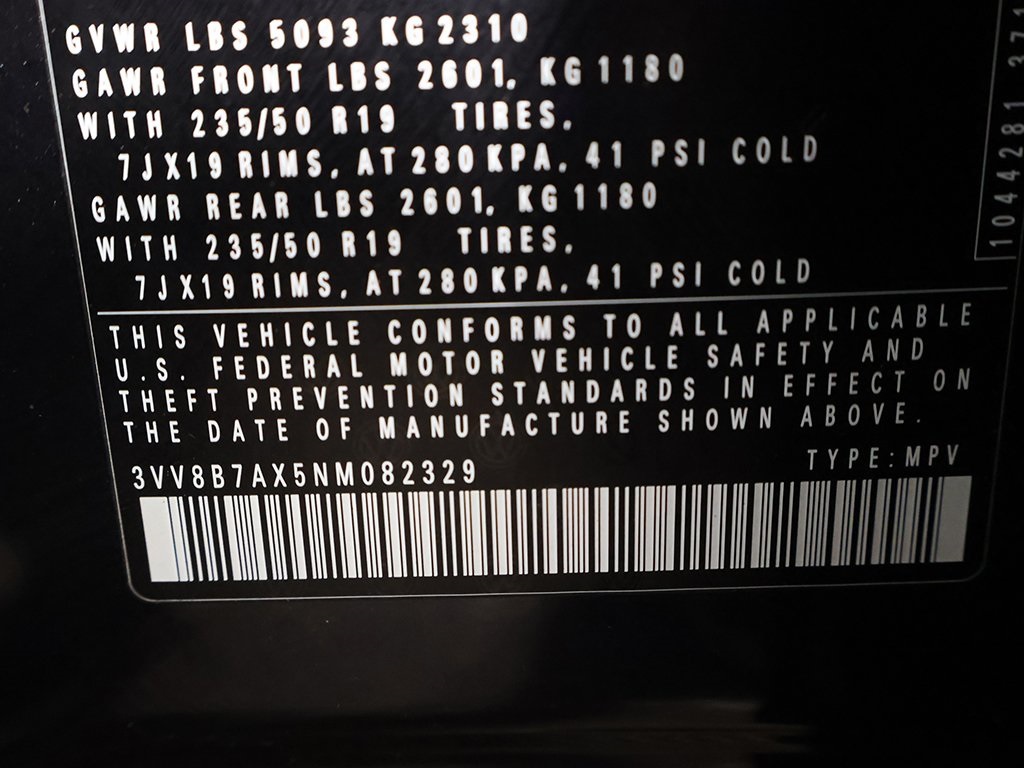 GVWR LBS 5093 KG 2310
GAWR FRONT LBS 2601, KG 1180
WITH 235/50 R19 TIRES,
7JX19 RIMS, AT 280 KPA, 41 PSI COLD
GAWR REAR LBS 2601, KG 1180
WITH 235/50 R19 TIRES,
7JX19 RIMS, AT 280 KPA, 41 PSI COLD
THIS VEHICLE CONFORMS TO ALL APPLICABLE
U.S. FEDERAL MOTOR VEHICLE SAFETY AND
THEFT PREVENTION STANDARDS IN EFFECT ON
THE DATE OF MANUFACTURE SHOWN ABOVE.
TYPE:MPV
3VV8B7AX5NM082329
10444281 371